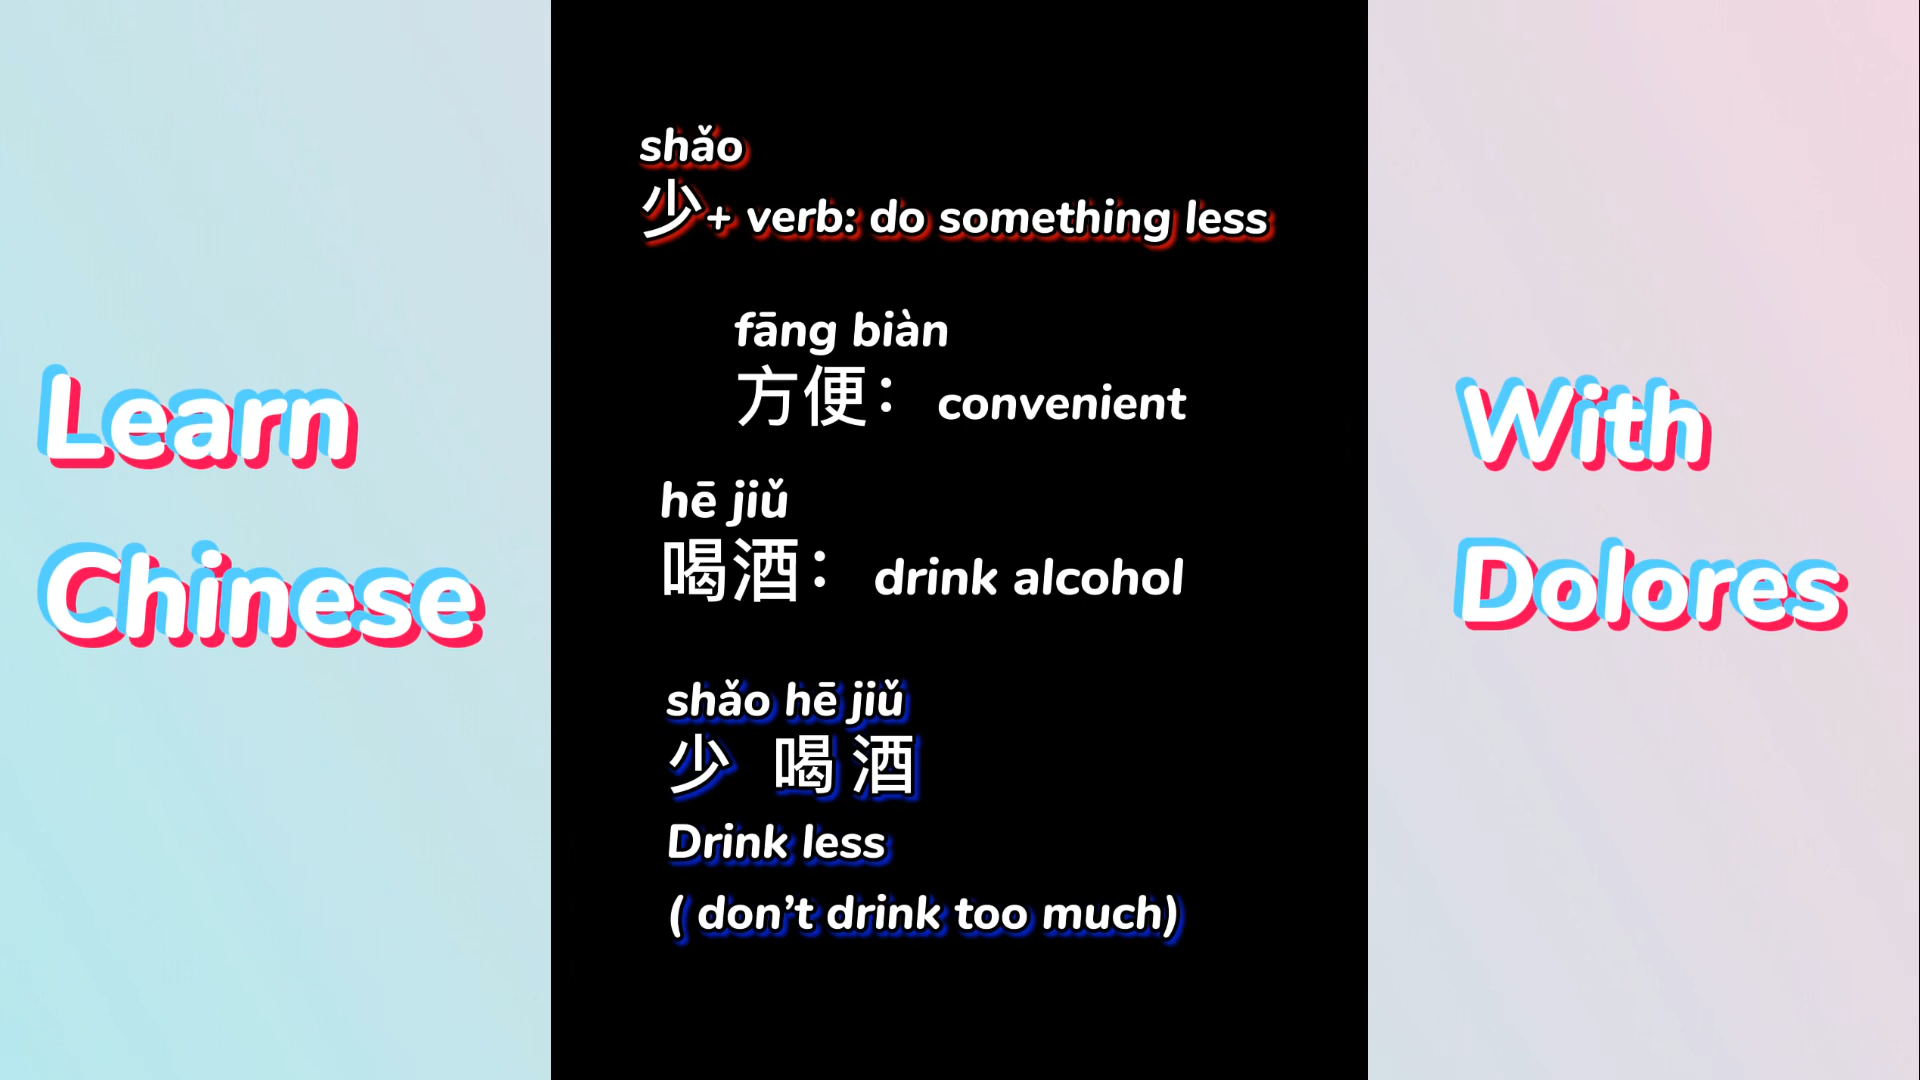 Learn
Chinese
shǎo
少+ verb: do something less
fāng biàn
方便： convenient
hē jiǔ
喝酒： drink alcohol
shǎo hē jiǔ
少 喝 酒
Drink less
( don’t drink too much)
With
Dolores